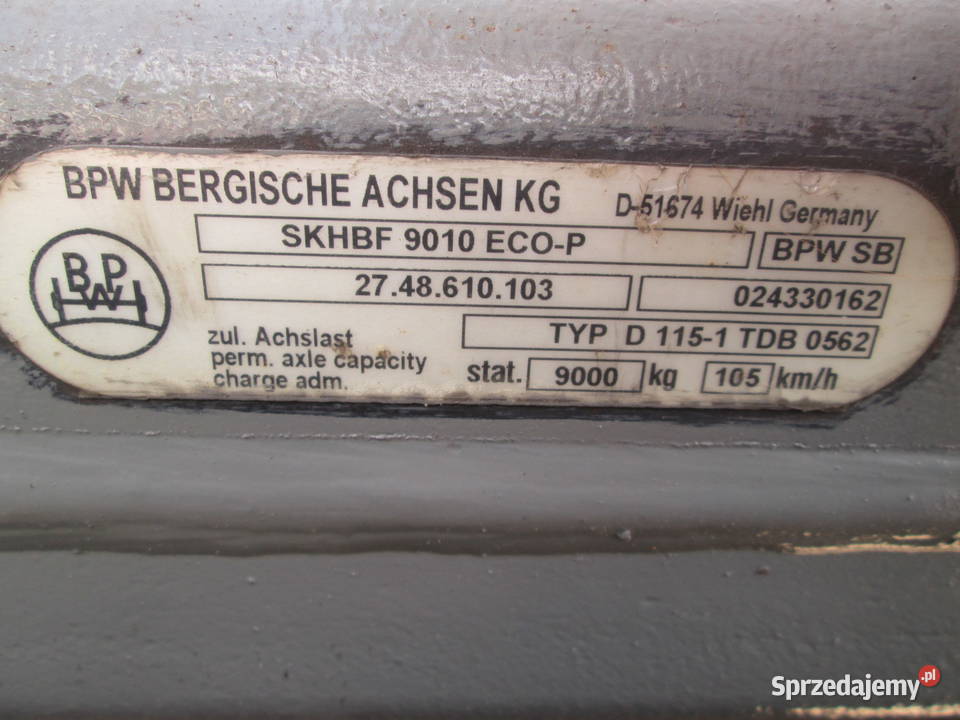 BPW BERGISCHE ACHSEN KG D-51674 Wiehl Germany
SKHBF 9010 ECO-P BPW SB
BPW
27.48.610.103 024330162
zul. Achslast TYP D 115-1 TDB 0562
perm. axle capacity
charge adm. stat. 9000 kg 105 km/h
Sprzedajemy.pl